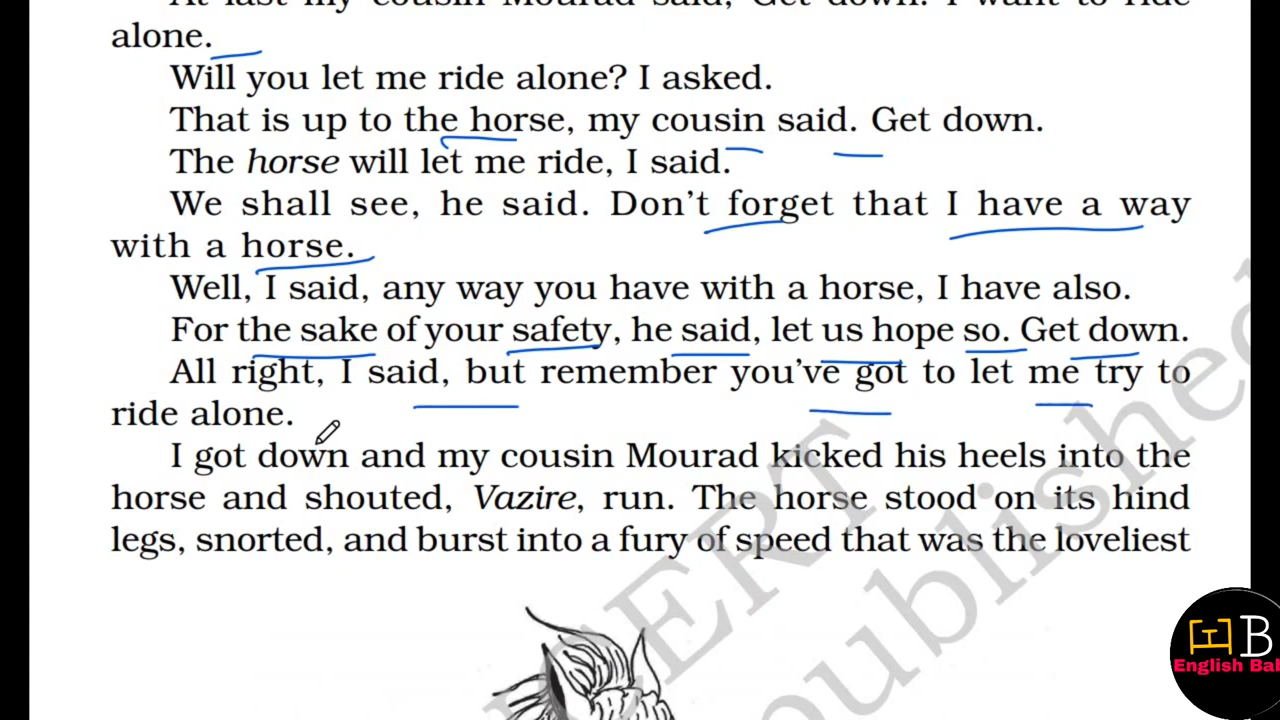 At last my cousin Mourad said, Get down. I want to ride
alone.
Will you let me ride alone? I asked.
That is up to the horse, my cousin said. Get down.
The horse will let me ride, I said.
We shall see, he said. Don't forget that I have a way
with a horse.
Well, I said, any way you have with a horse, I have also.
For the sake of your safety, he said, let us hope so. Get down.
All right, I said, but remember you've got to let me try to
ride alone.
I got down and my cousin Mourad kicked his heels into the
horse and shouted, Vazire, run. The horse stood on its hind
legs, snorted, and burst into a fury of speed that was the loveliest
CERT
published
EB
English